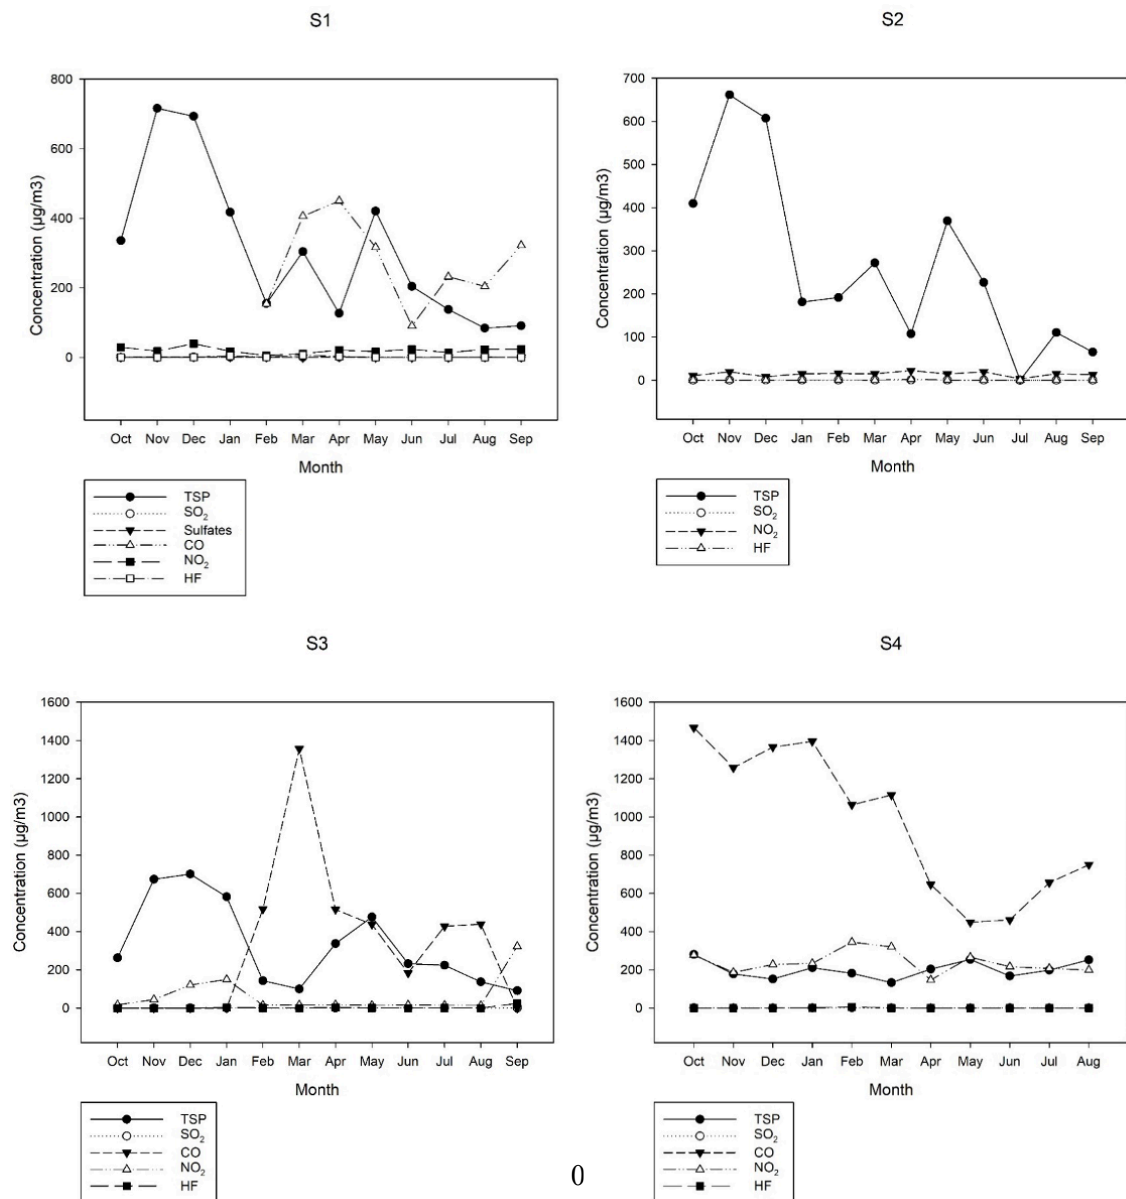 S1
Concentration (µg/m3)
800
600
400
200
0
Oct Nov Dec Jan Feb Mar Apr May Jun Jul Aug Sep
Month
TSP
SO₂
Sulfates
CO
NO₂
HF
S2
Concentration (µg/m3)
700
600
500
400
300
200
100
0
Oct Nov Dec Jan Feb Mar Apr May Jun Jul Aug Sep
Month
TSP
SO₂
NO₂
HF
S3
Concentration (µg/m3)
1600
1400
1200
1000
800
600
400
200
0
Oct Nov Dec Jan Feb Mar Apr May Jun Jul Aug Sep
Month
TSP
SO₂
CO
NO₂
HF
S4
Concentration (µg/m3)
1600
1400
1200
1000
800
600
400
200
0
Oct Nov Dec Jan Feb Mar Apr May Jun Jul Aug
Month
TSP
SO₂
CO
NO₂
HF
0